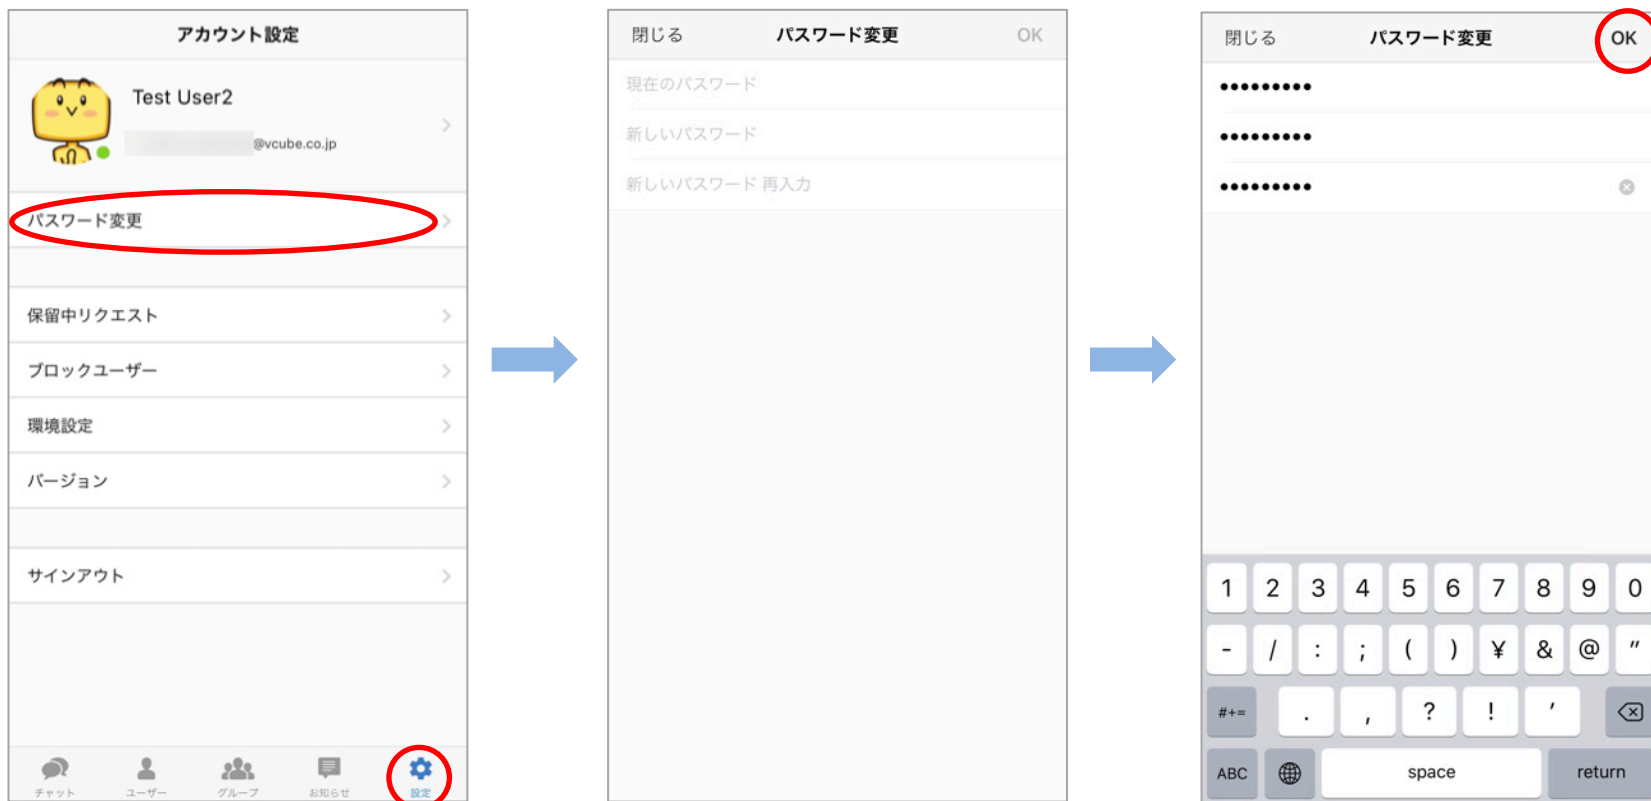 アカウント設定
Test User2
@vcube.co.jp
パスワード変更
保留中リクエスト
ブロックユーザー
環境設定
バージョン
サインアウト
チャット ユーザー グループ お知らせ 設定
閉じる パスワード変更 OK
現在のパスワード
新しいパスワード
新しいパスワード 再入力
閉じる パスワード変更 OK
•••••••••
•••••••••
•••••••••
1 2 3 4 5 6 7 8 9 0
- / : ; ( ) ¥ & @ "
#+= . , ? ! '
ABC space return